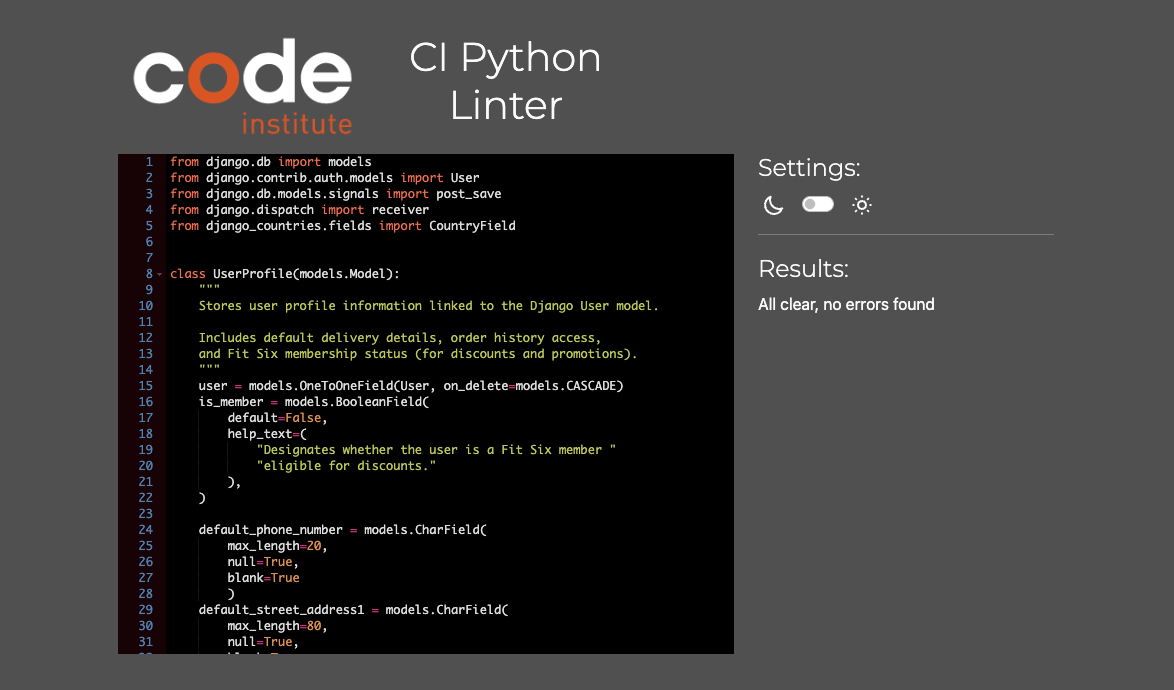 code
institute
CI Python
Linter
1 from django.db import models
2 from django.contrib.auth.models import User
3 from django.db.models.signals import post_save
4 from django.dispatch import receiver
5 from django_countries.fields import CountryField
6
7
8 class UserProfile(models.Model):
9     """
10     Stores user profile information linked to the Django User model.
11
12     Includes default delivery details, order history access,
13     and Fit Six membership status (for discounts and promotions).
14     """
15     user = models.OneToOneField(User, on_delete=models.CASCADE)
16     is_member = models.BooleanField(
17         default=False,
18         help_text=(
19             "Designates whether the user is a Fit Six member "
20             "eligible for discounts."
21         ),
22     )
23
24     default_phone_number = models.CharField(
25         max_length=20,
26         null=True,
27         blank=True
28         )
29     default_street_address1 = models.CharField(
30         max_length=80,
31         null=True,
Settings:
Results:
All clear, no errors found